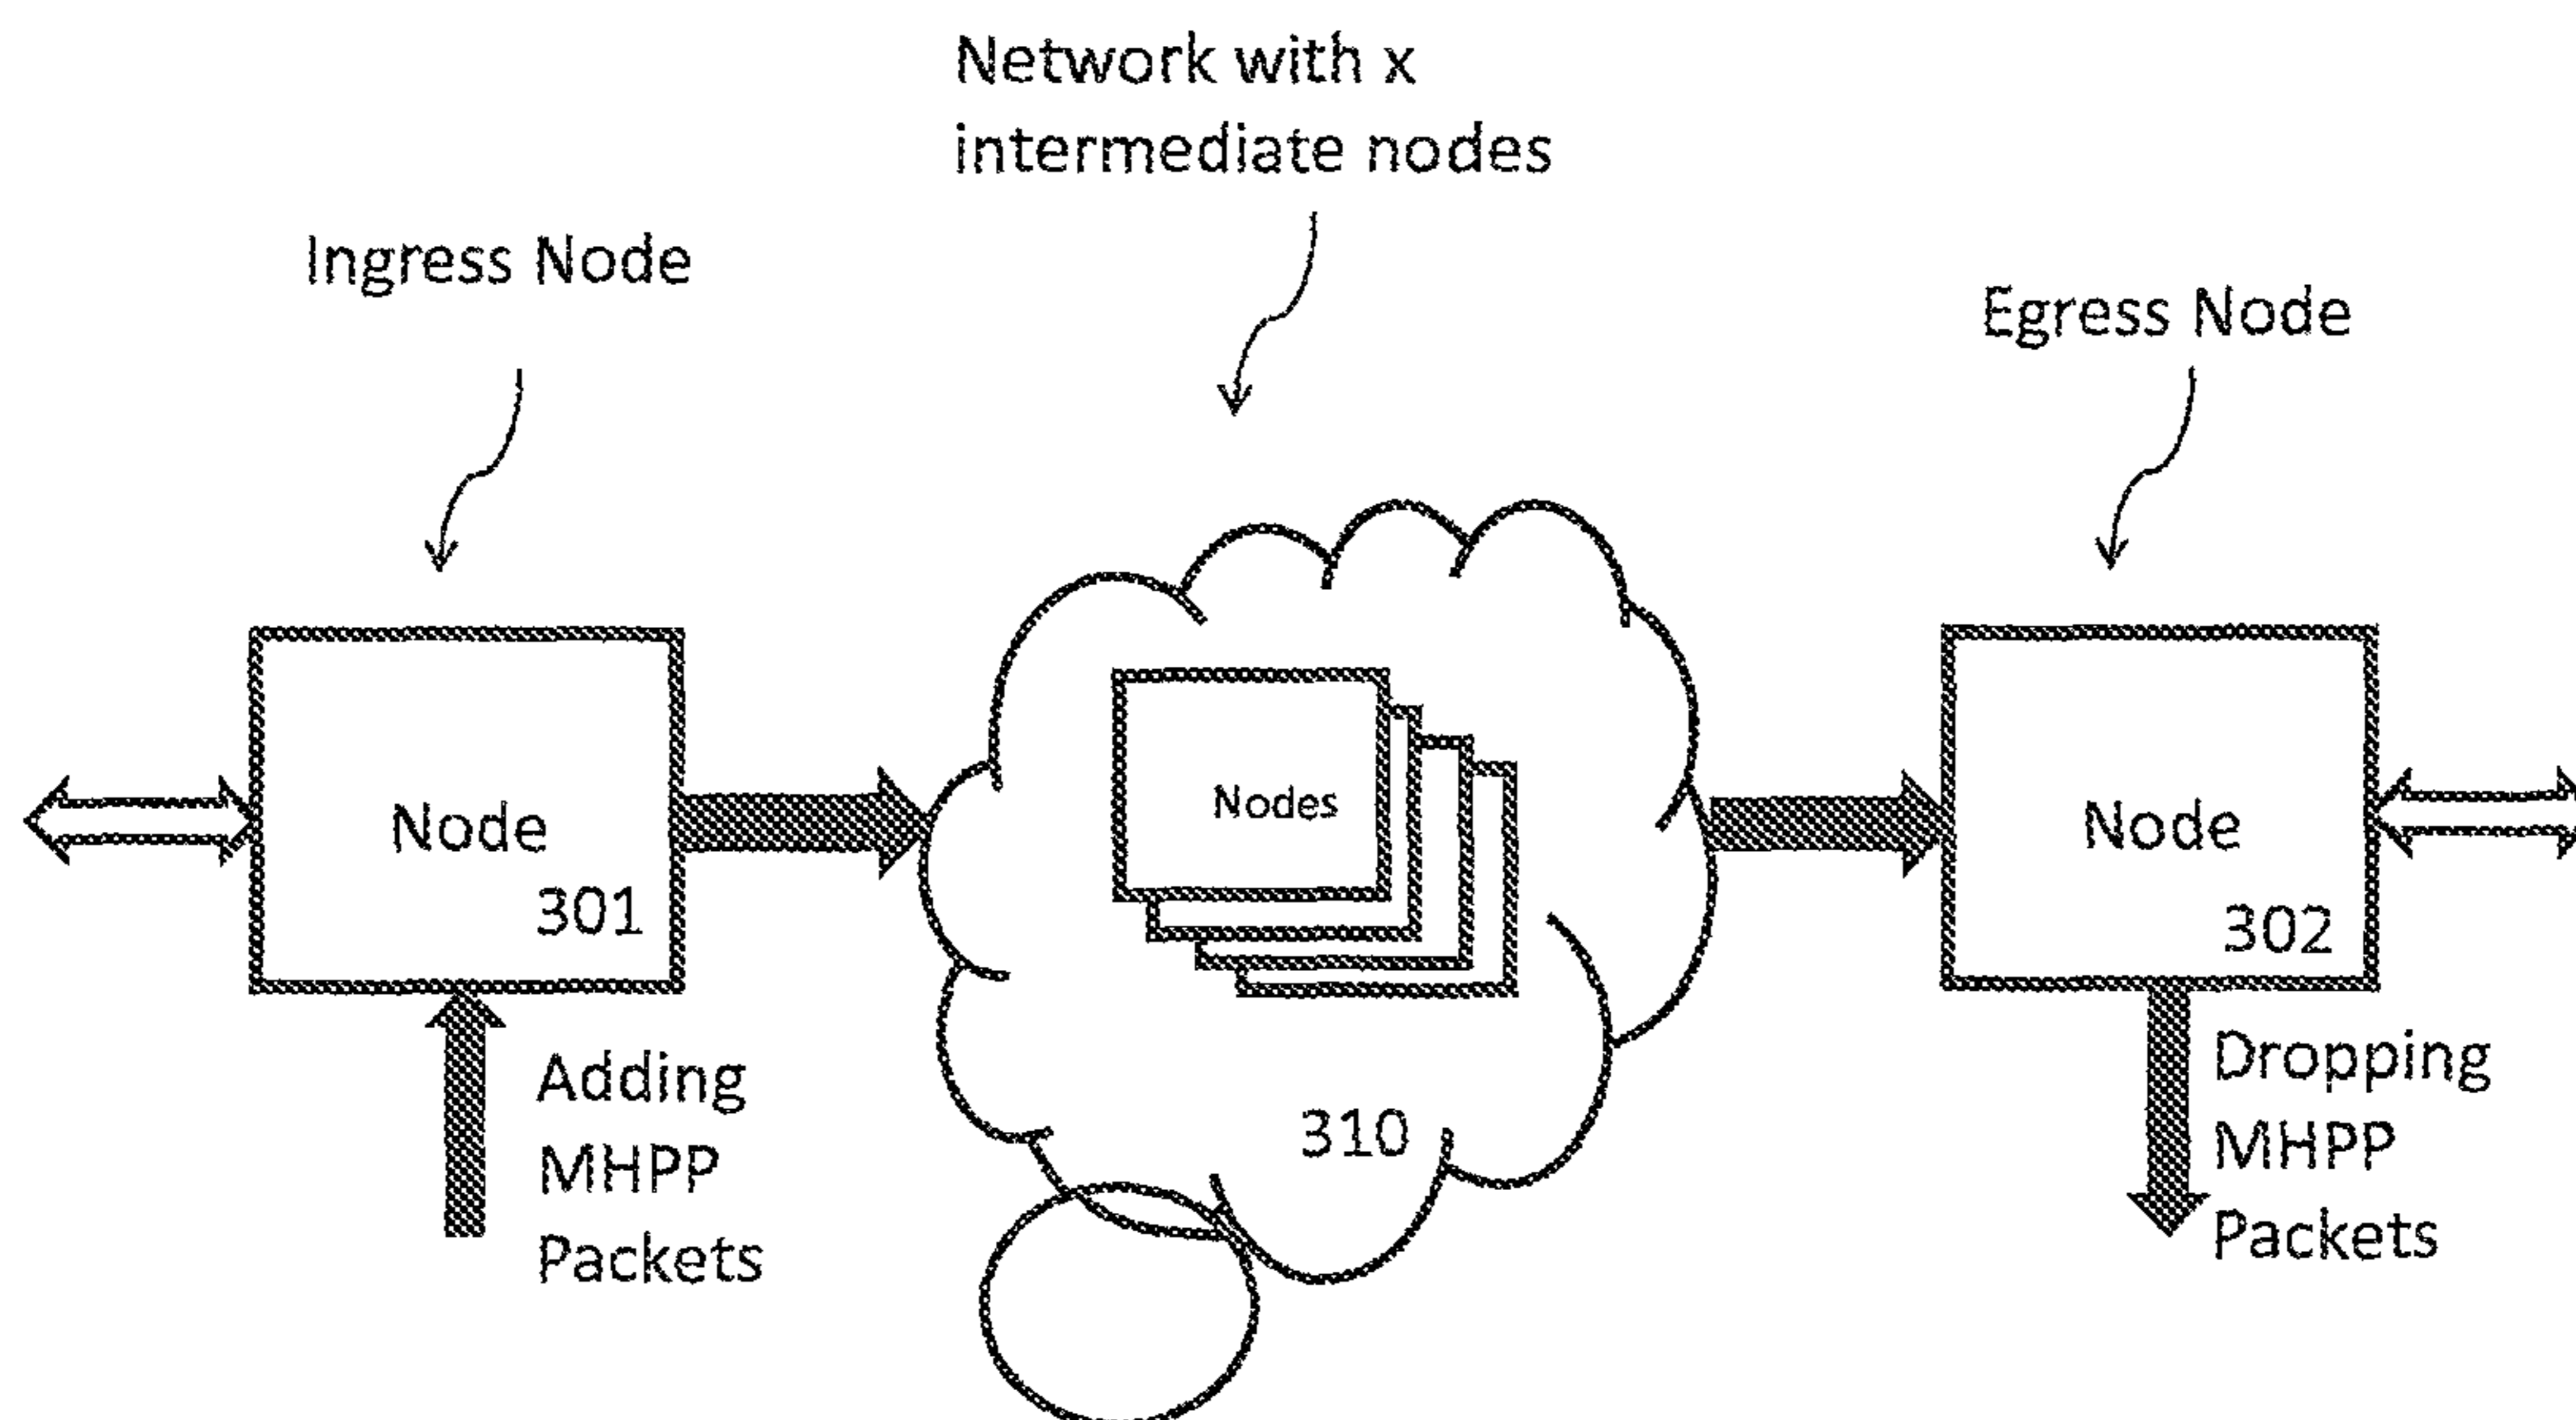 Network with x
intermediate nodes
Ingress Node
Egress Node
Nodes
Node
301
Node
302
310
Adding
MHPP
Packets
Dropping
MHPP
Packets